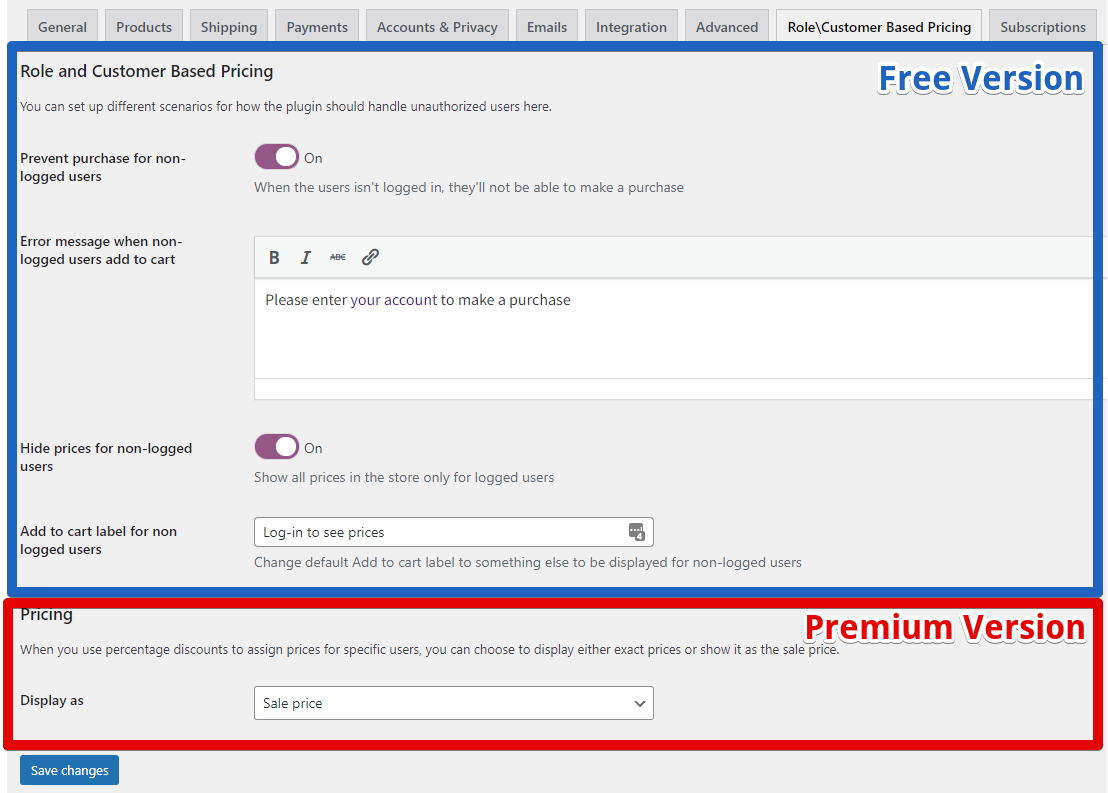 General Products Shipping Payments Accounts & Privacy Emails Integration Advanced Role\Customer Based Pricing Subscriptions
Role and Customer Based Pricing
Free Version
You can set up different scenarios for how the plugin should handle unauthorized users here.
Prevent purchase for non-
logged users
On
When the users isn't logged in, they'll not be able to make a purchase
Error message when non-
logged users add to cart
B I ABC
Please enter your account to make a purchase
Hide prices for non-logged
users
On
Show all prices in the store only for logged users
Add to cart label for non
logged users
Log-in to see prices
4
Change default Add to cart label to something else to be displayed for non-logged users
Pricing
Premium Version
When you use percentage discounts to assign prices for specific users, you can choose to display either exact prices or show it as the sale price.
Display as
Sale price
Save changes